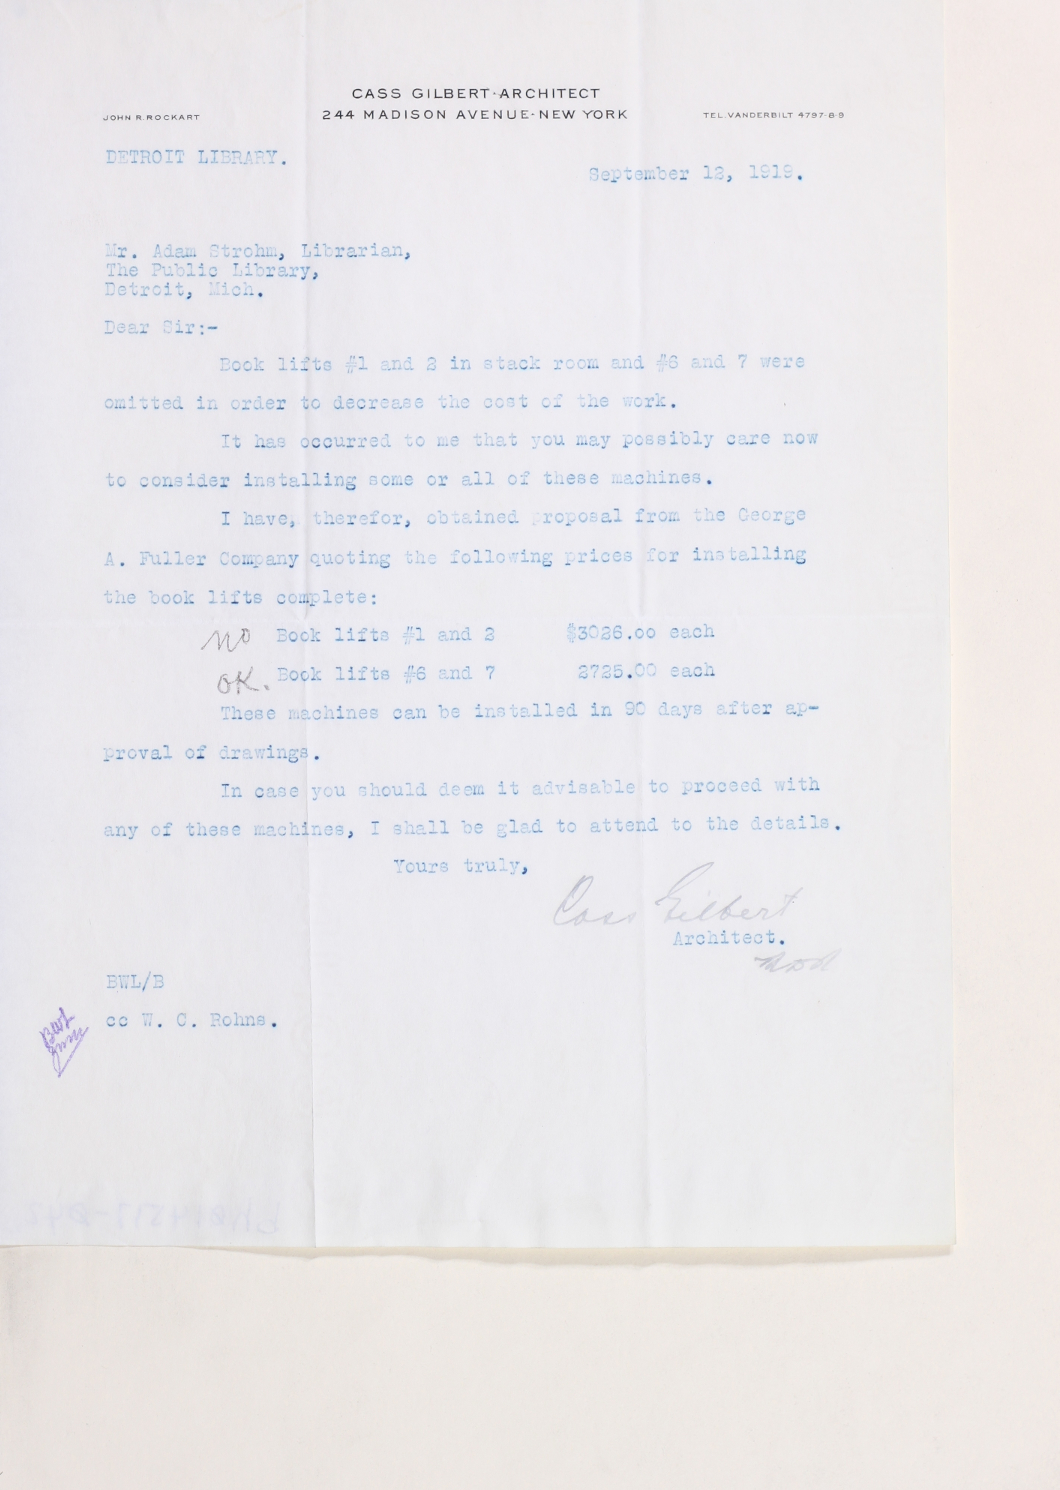 CASS GILBERT-ARCHITECT
244 MADISON AVENUE-NEW YORK
JOHN R. ROCKART
TEL. VANDERBILT 4797-8-9
DETROIT LIBRARY.
September 12, 1919.
Mr. Adam Strohm, Librarian,
The Public Library,
Detroit, Mich.
Dear Sir:-
Book lifts #1 and 2 in stack room and #6 and 7 were
omitted in order to decrease the cost of the work.
It has occurred to me that you may possibly care now
to consider installing some or all of these machines.
I have, therefor, obtained proposal from the George
A. Fuller Company quoting the following prices for installing
the book lifts complete:
NO Book lifts #1 and 2 $3026.00 each
OK. Book lifts #6 and 7 2725.00 each
These machines can be installed in 90 days after ap-
proval of drawings.
In case you should deem it advisable to proceed with
any of these machines, I shall be glad to attend to the details.
Yours truly,
Cass Gilbert
Architect.
BWL/B
cc W. C. Rohns.